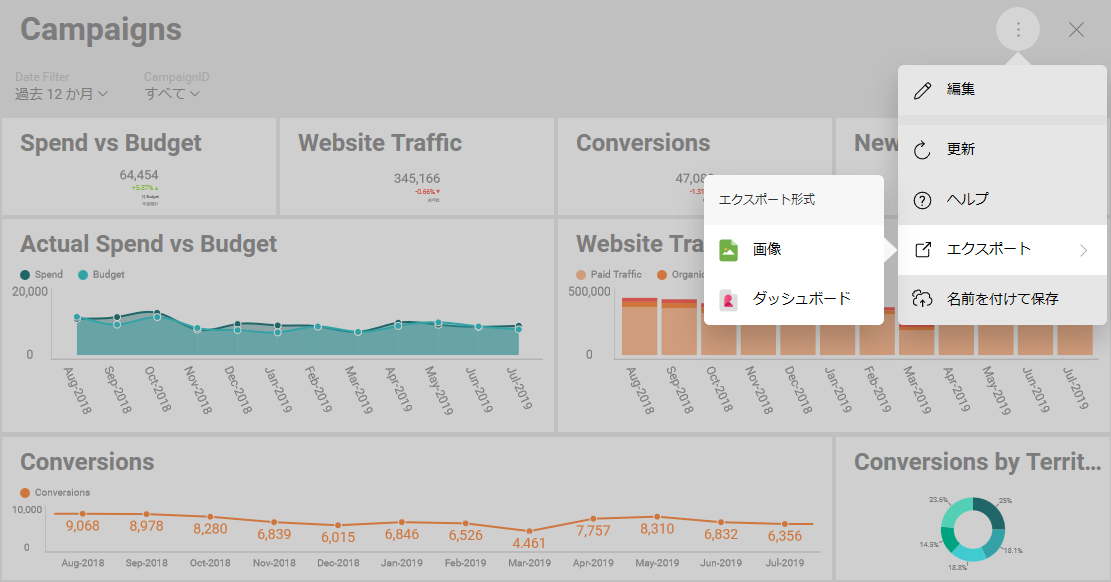 Campaigns
Date Filter
過去 12 か月
CampaignID
すべて
編集
更新
ヘルプ
エクスポート
名前を付けて保存
エクスポート形式
画像
ダッシュボード
Spend vs Budget
64,454
+5.87%▲
Website Traffic
345,166
-0.66%▼
Conversions
47,08
-1.31
New
Actual Spend vs Budget
Spend
Budget
20,000
0
Aug-2018
Sep-2018
Oct-2018
Nov-2018
Dec-2018
Jan-2019
Feb-2019
Mar-2019
Apr-2019
May-2019
Jun-2019
Jul-2019
Website Tra
Paid Traffic
Organic
500,000
0
Aug-2018
Sep-2018
Oct-2018
Nov-2018
Dec-2018
Jan-2019
Feb-2019
Mar-2019
Apr-2019
May-2019
Jun-2019
Jul-2019
Conversions
Conversions
10,000
0
9,068
8,978
8,280
6,839
6,015
6,846
6,526
4,461
7,757
8,310
6,832
6,356
Aug-2018
Sep-2018
Oct-2018
Nov-2018
Dec-2018
Jan-2019
Feb-2019
Mar-2019
Apr-2019
May-2019
Jun-2019
Jul-2019
Conversions by Territ...
23.6%
25%
14.5%
18.1%
18.8%